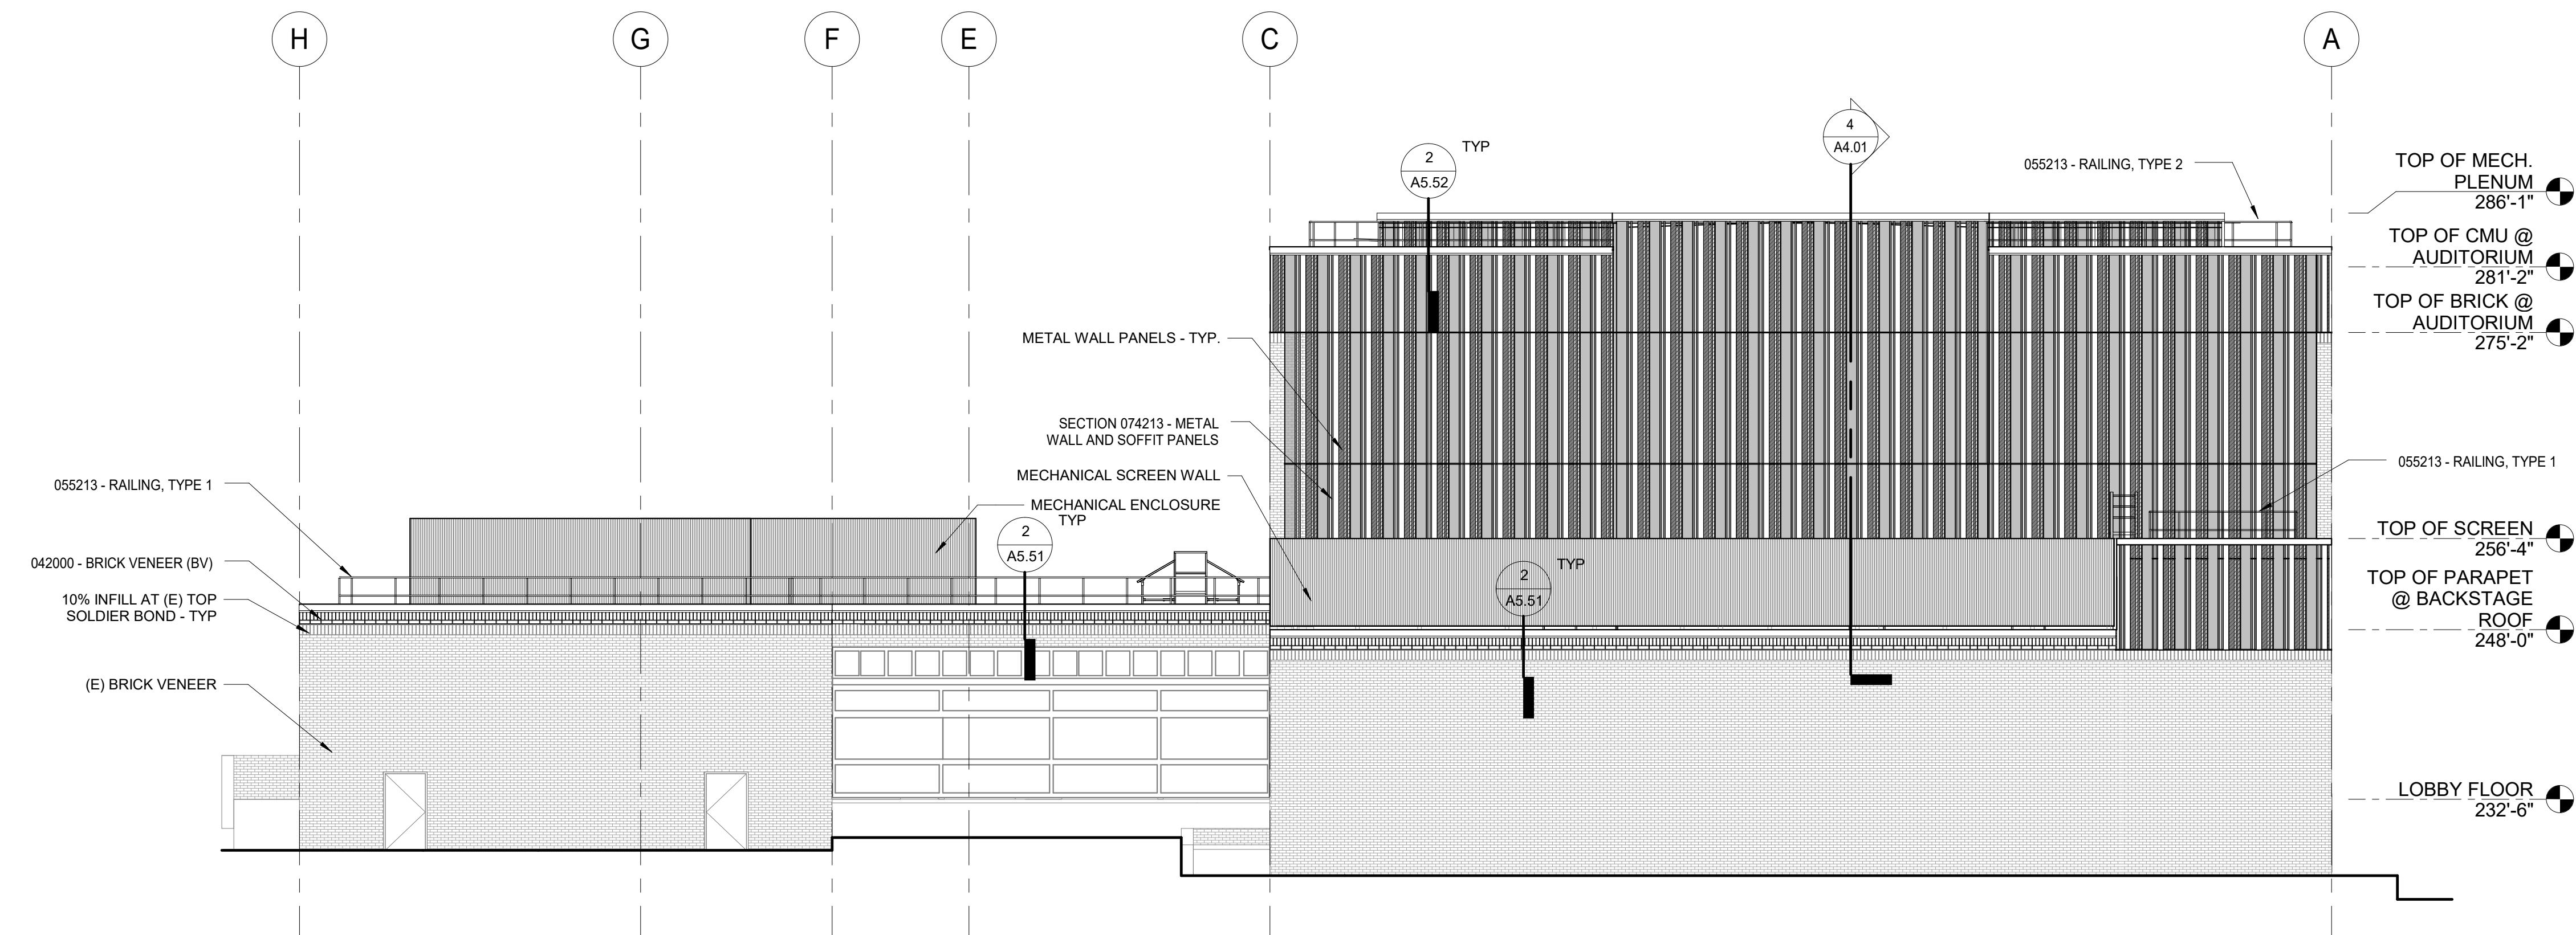 H
G
F
E
C
A
4
A4.01
2
A5.52
TYP
055213 - RAILING, TYPE 2
TOP OF MECH.
PLENUM
286'-1"
TOP OF CMU @
AUDITORIUM
281'-2"
TOP OF BRICK @
AUDITORIUM
275'-2"
METAL WALL PANELS - TYP.
SECTION 074213 - METAL
WALL AND SOFFIT PANELS
MECHANICAL SCREEN WALL
MECHANICAL ENCLOSURE
TYP
055213 - RAILING, TYPE 1
055213 - RAILING, TYPE 1
2
A5.51
TOP OF SCREEN
256'-4"
042000 - BRICK VENEER (BV)
2
A5.51
TYP
10% INFILL AT (E) TOP
SOLDIER BOND - TYP
TOP OF PARAPET
@ BACKSTAGE
ROOF
248'-0"
(E) BRICK VENEER
LOBBY FLOOR
232'-6"